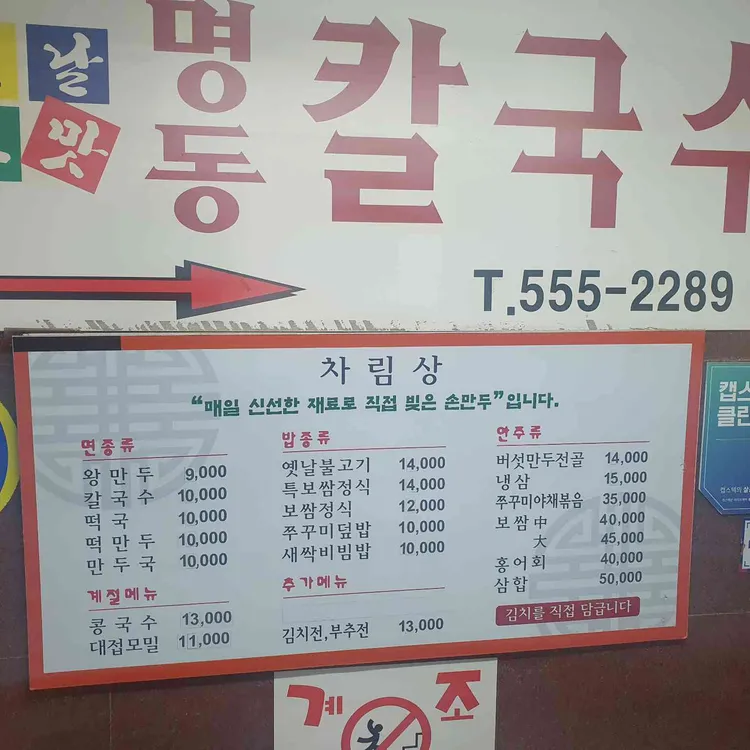 날
맛
명동 칼국수
T.555-2289
차림상
“매일 신선한 재료로 직접 빚은 손만두”입니다.
면종류
왕만두 9,000
칼국수 10,000
떡국 10,000
떡만두 10,000
만두국 10,000
계절메뉴
콩국수 13,000
대접모밀 11,000
밥종류
옛날불고기 14,000
특보쌈정식 14,000
보쌈정식 12,000
쭈꾸미덮밥 10,000
새싹비빔밥 10,000
추가메뉴
김치전,부추전 13,000
안주류
버섯만두전골 14,000
냉삼 15,000
쭈꾸미야채볶음 35,000
보쌈 中 40,000
大 45,000
홍어회 40,000
삼합 50,000
김치를 직접 담급니다
캡스
클린
계조